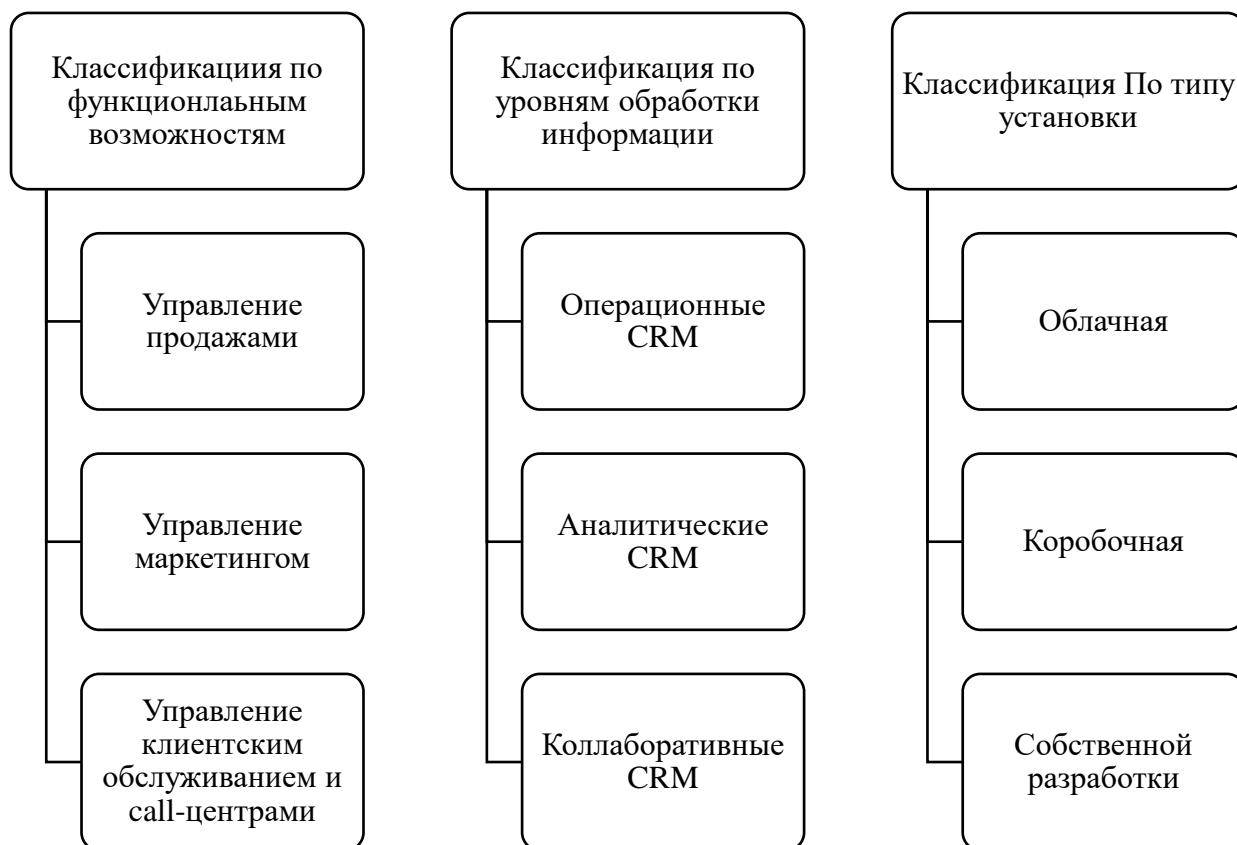 Классификациия по
функционлаьным
возможностям
Управление
продажами
Управление
маркетингом
Управление
клиентским
обслуживанием и
call-центрами
Классификация по
уровням обработки
информации
Операционные
CRM
Аналитические
CRM
Коллаборативные
CRM
Классификация По типу
установки
Облачная
Коробочная
Собственной
разработки